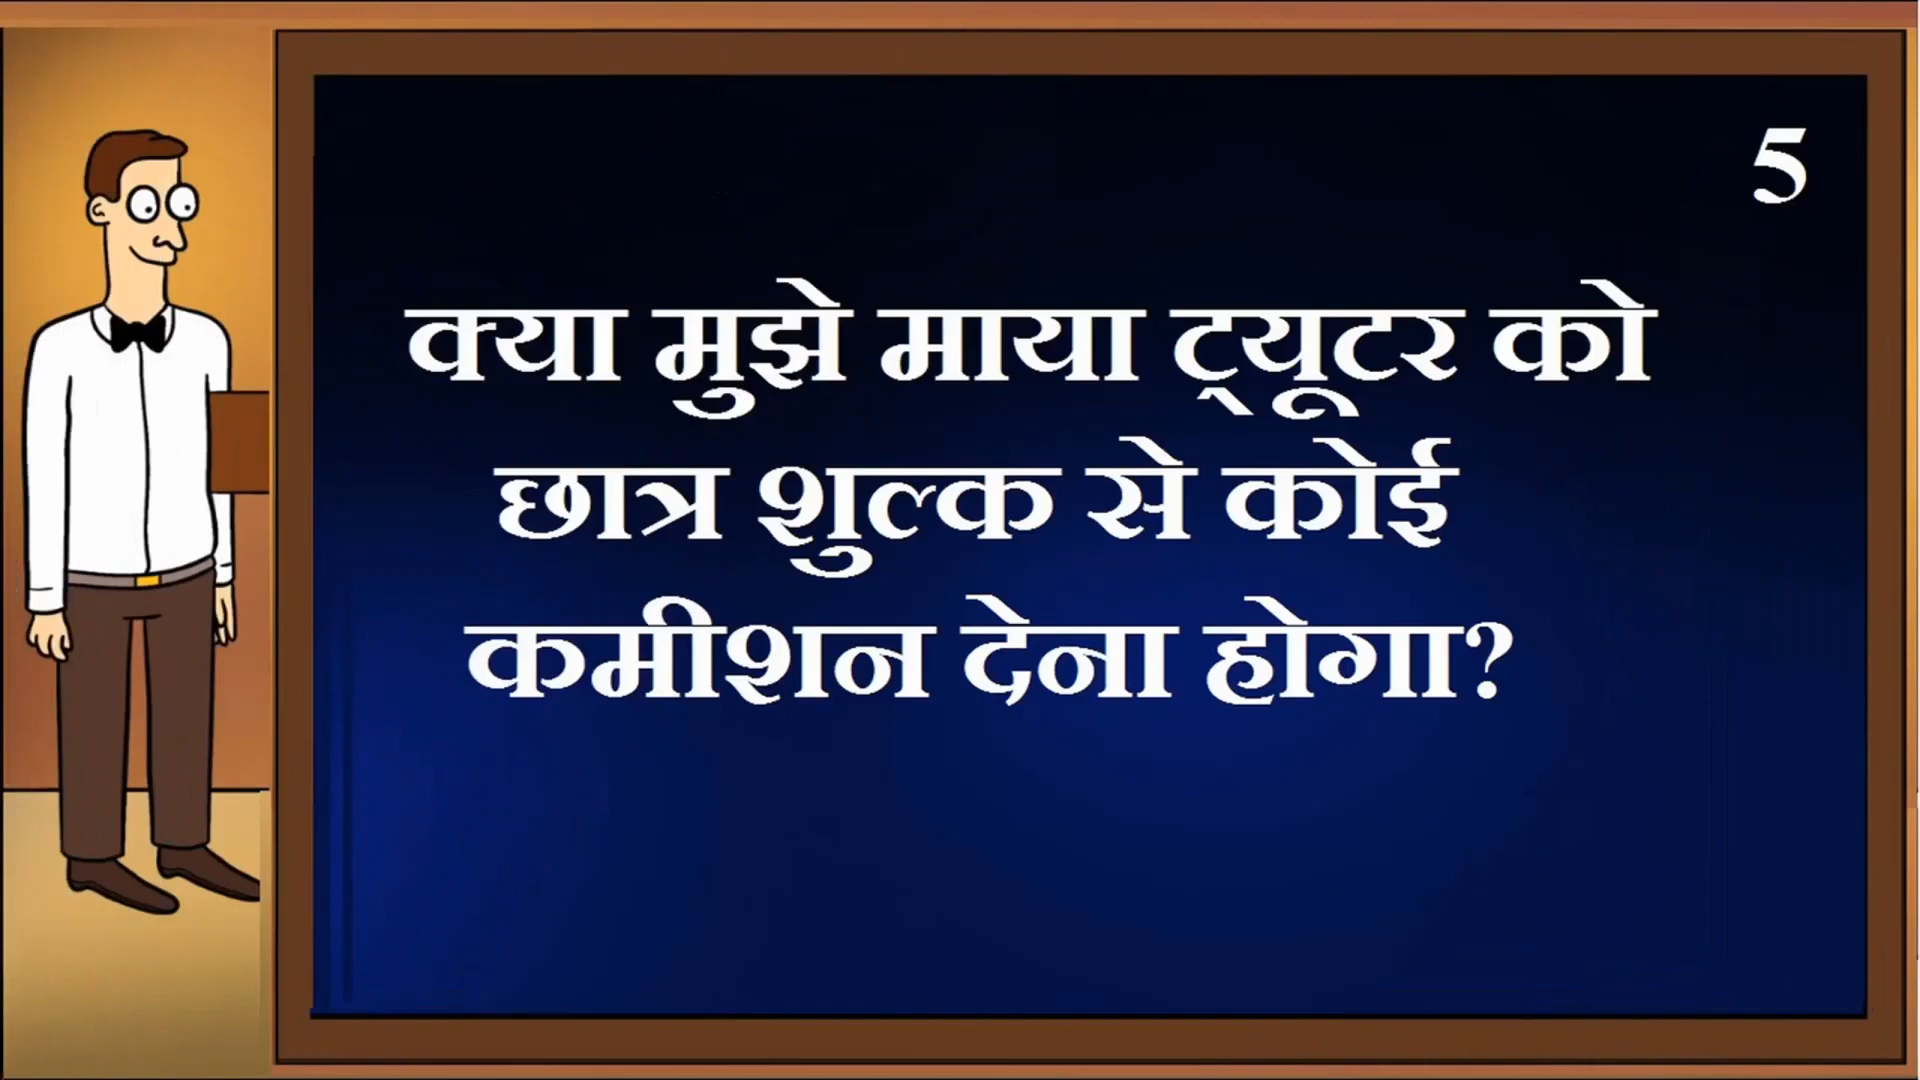 5
क्या मुझे माया ट्यूटर को
छात्र शुल्क से कोई
कमीशन देना होगा?